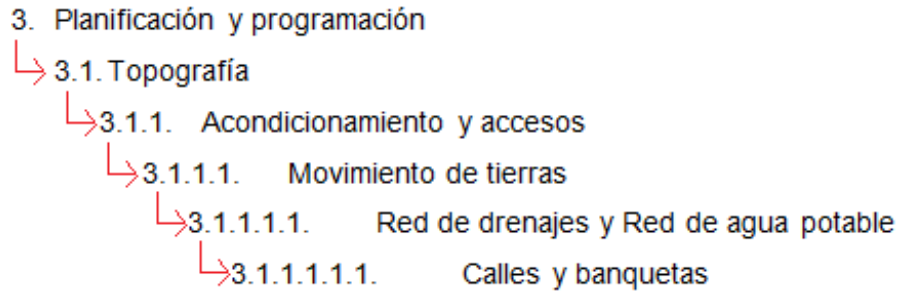 3. Planificación y programación
3.1. Topografía
3.1.1. Acondicionamiento y accesos
3.1.1.1. Movimiento de tierras
3.1.1.1.1. Red de drenajes y Red de agua potable
3.1.1.1.1.1. Calles y banquetas